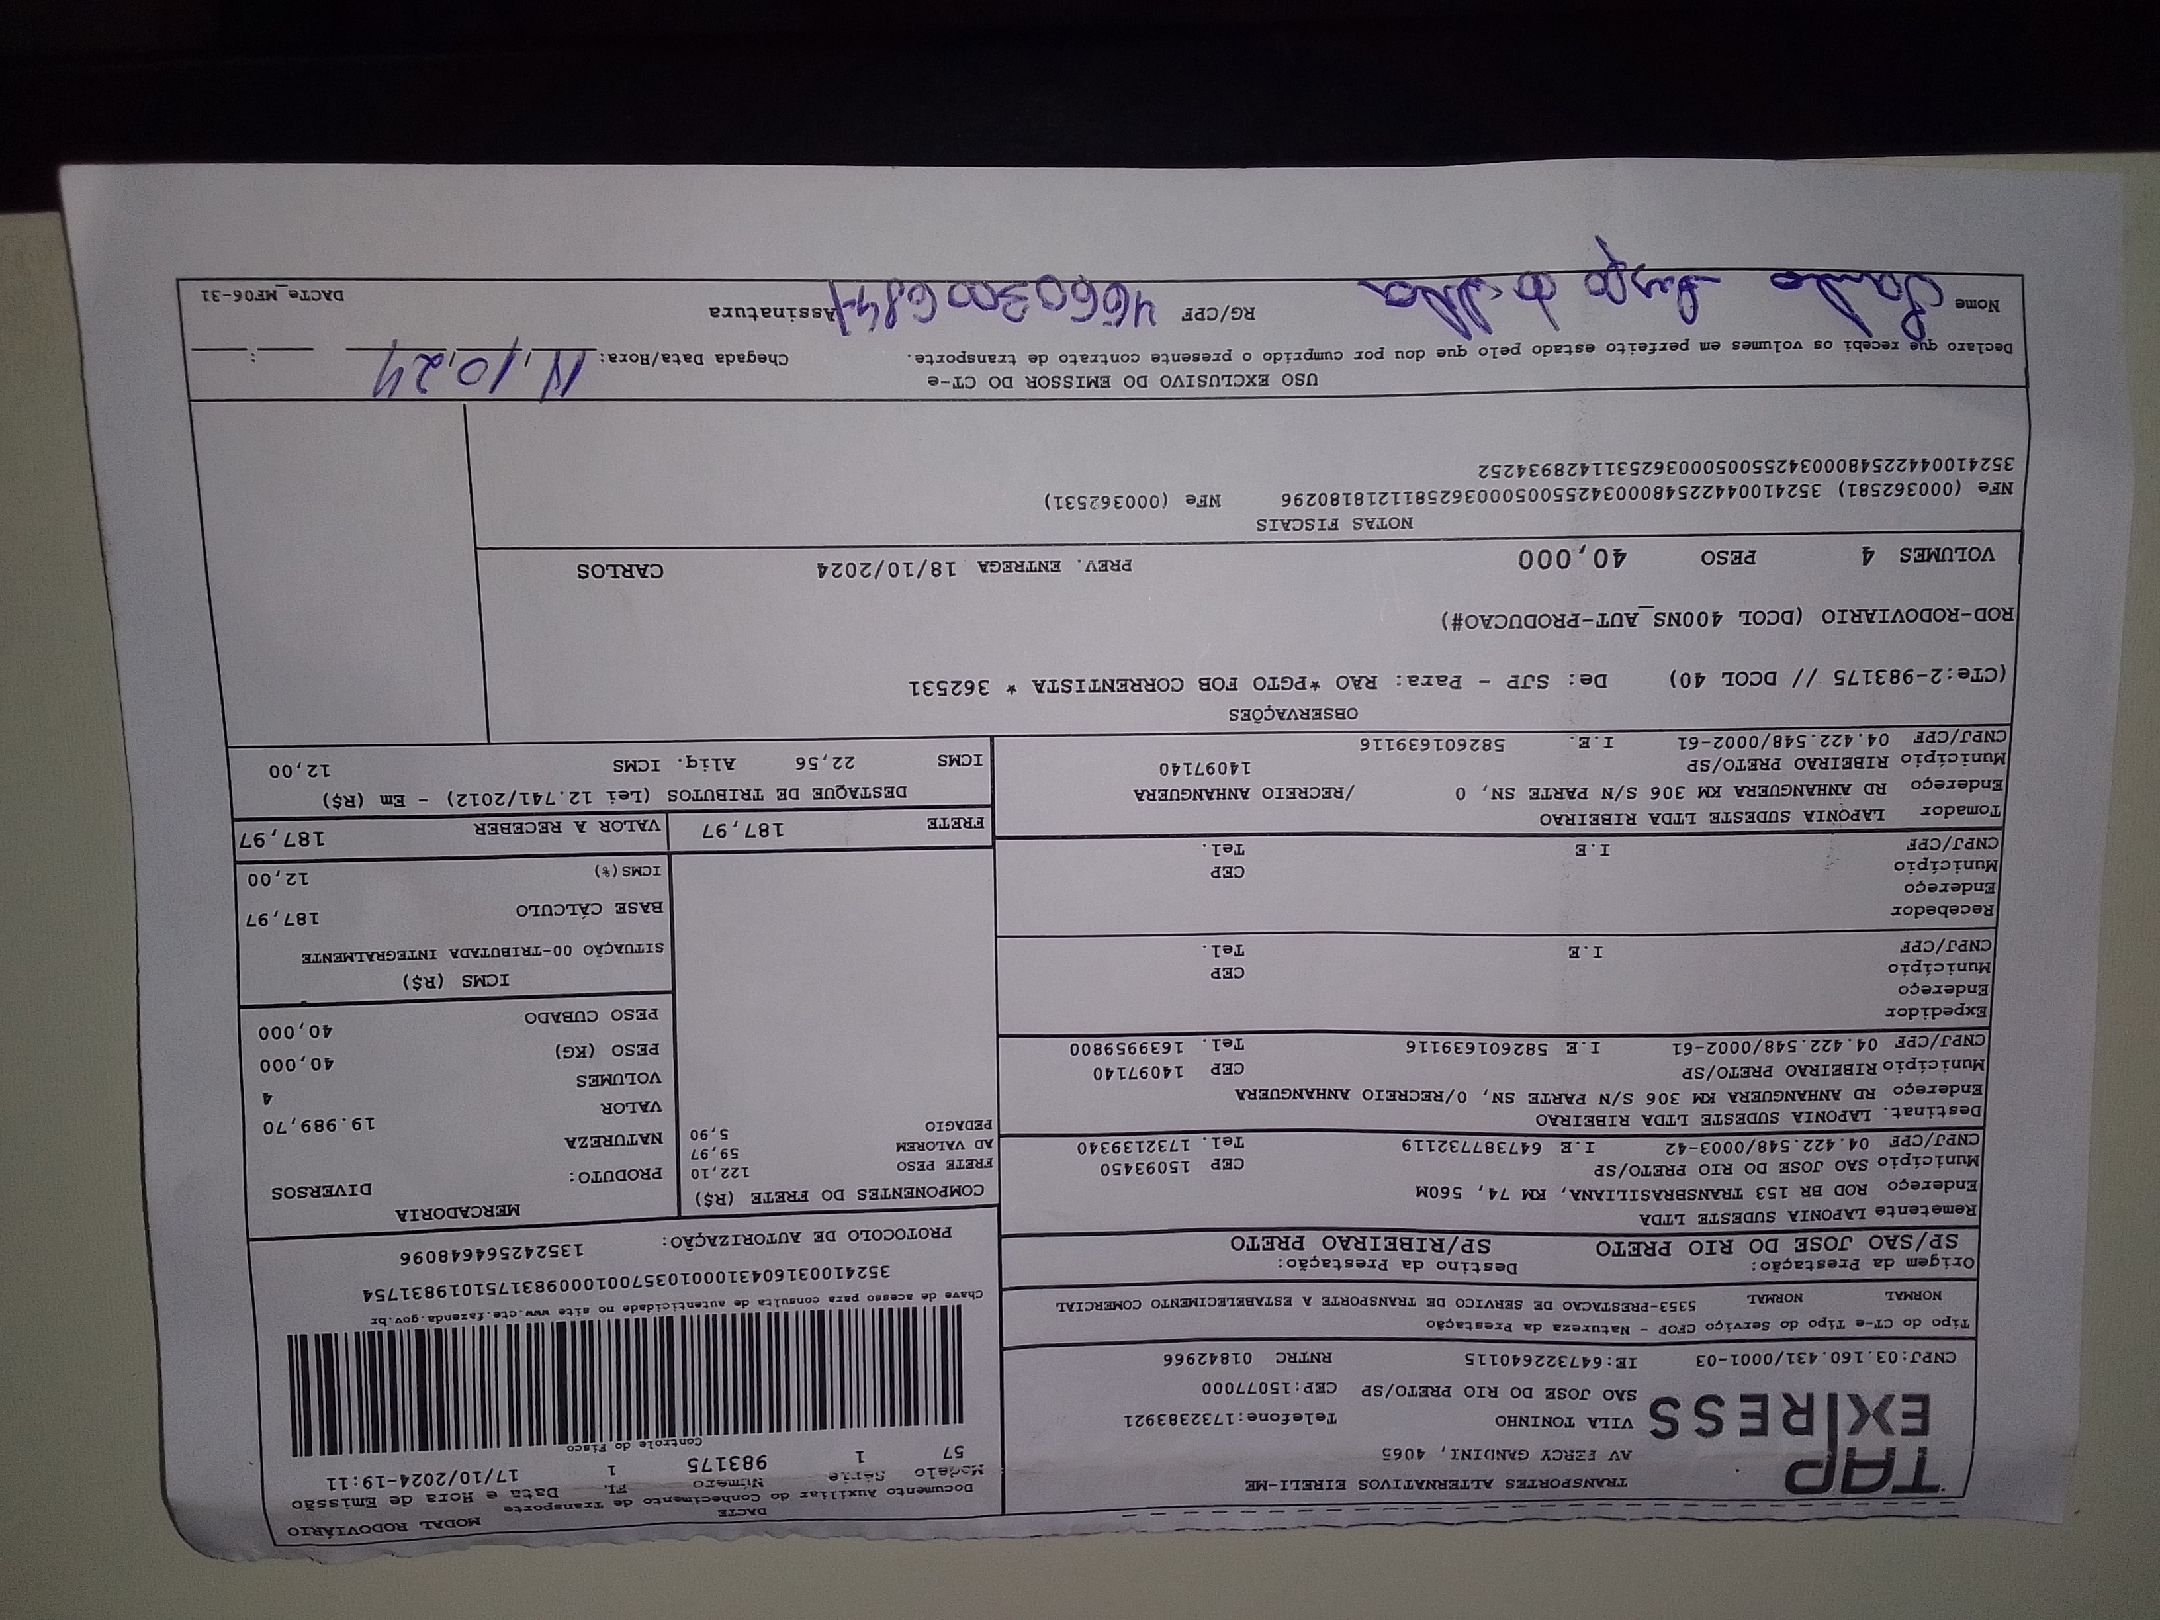 TAP EXPRESS
TRANSPORTES ALTERNATIVOS EIRELI-ME
AV FERCY GANDINI, 4065
VILA TONINHO Telefone:1732383921
SAO JOSE DO RIO PRETO/SP CEP:15077000
CNPJ:03.160.431/0001-03 IE:647322640115 RNTRC 01842966
DACTE MODAL RODOVIÁRIO
Documento Auxiliar do Conhecimento de Transporte
Modelo Série Número Fl. Data e Hora de Emissão
57 1 983175 1 17/10/2024-19:11
Controle do Fisco
Chave de acesso para consulta de autenticidade no site www.cte.fazenda.gov.br
35241003160431000103570010009831751019831754
PROTOCOLO DE AUTORIZAÇÃO: 135242564648096
Tipo do CT-e Tipo do Serviço CFOP - Natureza da Prestação
NORMAL NORMAL 5353-PRESTACAO DE SERVICO DE TRANSPORTE A ESTABELECIMENTO COMERCIAL
Origem da Prestação: Destino da Prestação:
SP/SAO JOSE DO RIO PRETO SP/RIBEIRAO PRETO
Remetente LAPONIA SUDESTE LTDA
Endereço ROD BR 153 TRANSBRASILIANA, KM 74, 560M
Município SAO JOSE DO RIO PRETO/SP CEP 15093450
CNPJ/CPF 04.422.548/0003-42 I.E 647387732119 Tel. 1732139340
Destinat. LAPONIA SUDESTE LTDA RIBEIRAO
Endereço RD ANHANGUERA KM 306 S/N PARTE SN, 0/RECREIO ANHANGUERA
Município RIBEIRAO PRETO/SP CEP 14097140
CNPJ/CPF 04.422.548/0002-61 I.E 582601639116 Tel. 1639959800
Expedidor
Endereço
Município CEP
CNPJ/CPF I.E Tel.
Recebedor
Endereço
Município CEP
CNPJ/CPF I.E Tel.
Tomador LAPONIA SUDESTE LTDA RIBEIRAO
Endereço RD ANHANGUERA KM 306 S/N PARTE SN, 0 /RECREIO ANHANGUERA
Município RIBEIRAO PRETO/SP 14097140
CNPJ/CPF 04.422.548/0002-61 I.E. 582601639116
COMPONENTES DO FRETE (R$)
FRETE PESO 122,10
AD VALOREM 59,97
PEDAGIO 5,90
MERCADORIA
PRODUTO: DIVERSOS
NATUREZA
VALOR 19.989,70
VOLUMES 4
PESO (KG) 40,000
PESO CUBADO 40,000
ICMS (R$)
SITUAÇÃO 00-TRIBUTADA INTEGRALMENTE
BASE CÁLCULO 187,97
ICMS(%) 12,00
FRETE 187,97 VALOR A RECEBER 187,97
DESTAQUE DE TRIBUTOS (Lei 12.741/2012) - Em (R$)
ICMS 22,56 Aliq. ICMS 12,00
OBSERVAÇÕES
(CTe:2-983175 // DCOL 40) De: SJP - Para: RAO *PGTO FOB CORRENTISTA * 362531
ROD-RODOVIARIO (DCOL 400NS_AUT-PRODUCAO#)
VOLUMES 4 PESO 40,000 PREV. ENTREGA 18/10/2024 CARLOS
NOTAS FISCAIS
NFe (000362581) 35241004422548000342550050003625811218180296 NFe (000362531)
35241004422548000342550050003625311428934252
USO EXCLUSIVO DO EMISSOR DO CT-e
Declaro que recebi os volumes em perfeito estado pelo que dou por cumprido o presente contrato de transporte. Chegada Data/Hora: 10,24
Nome RG/CPF Assinatura
DACTe_MF06-31